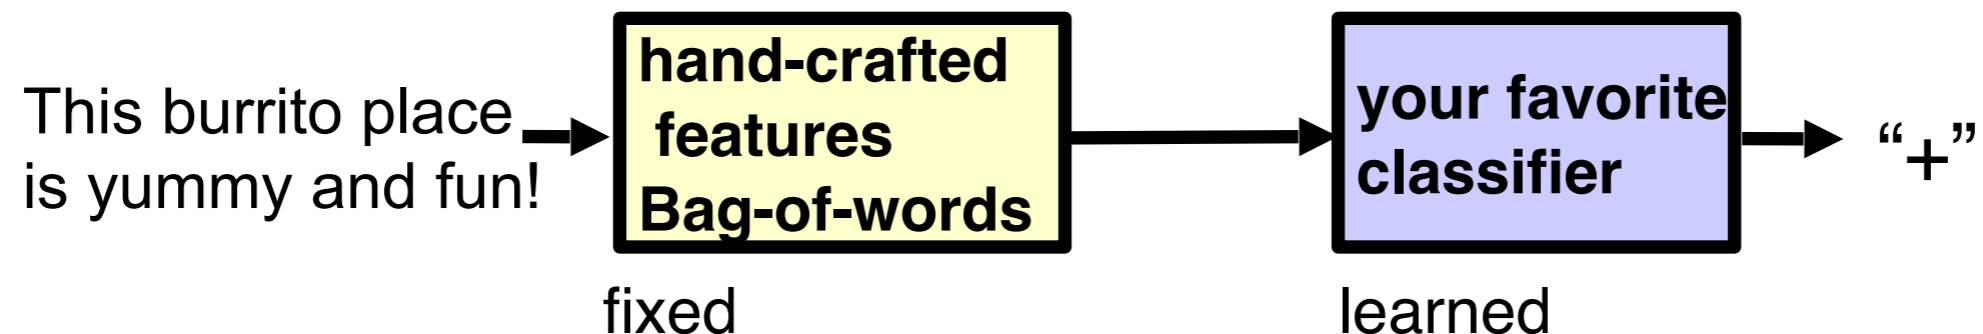 This burrito place
is yummy and fun!
hand-crafted
features
Bag-of-words
fixed
your favorite
classifier
learned
“+”